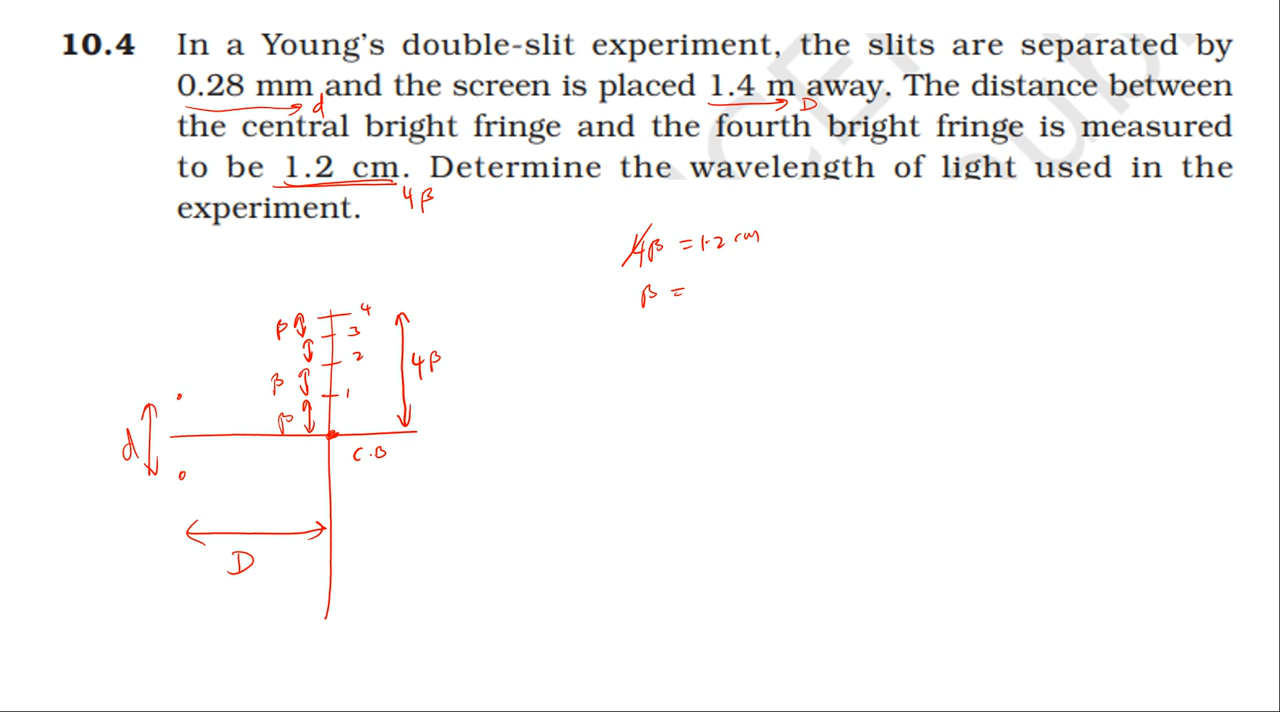 10.4 In a Young's double-slit experiment, the slits are separated by
0.28 mm and the screen is placed 1.4 m away. The distance between
d D
the central bright fringe and the fourth bright fringe is measured
to be 1.2 cm. Determine the wavelength of light used in the
4β
experiment.
4β = 1.2 cm
β =
4
β 3
2
4β
β 1
β
d
C.B
D